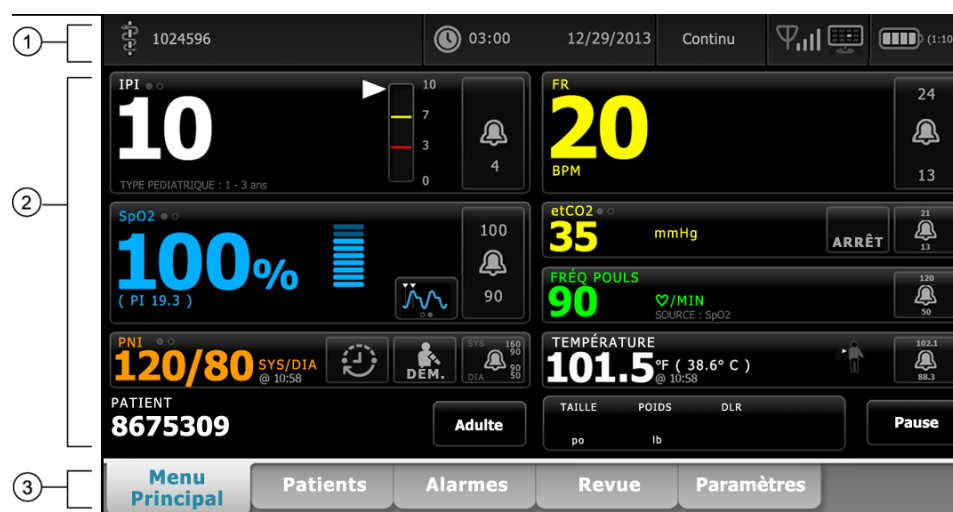 1
1024596
03:00
12/29/2013
Continu
(1:10
2
IPI
10
10
7
3
0
4
TYPE PEDIATRIQUE : 1 - 3 ans
FR
20
BPM
24
13
SpO2
100%
( PI 19.3 )
100
90
etCO2
35
mmHg
ARRÊT
21
13
FRÉQ POULS
90
/MIN
SOURCE : SpO2
120
50
PNI
120/80
SYS/DIA
@ 10:58
DÉM.
SYS
160
90
DIA
90
50
TEMPÉRATURE
101.5
°F ( 38.6° C )
@ 10:58
102.1
88.3
PATIENT
8675309
Adulte
TAILLE POIDS DLR
po lb
Pause
3
Menu
Principal
Patients
Alarmes
Revue
Paramètres